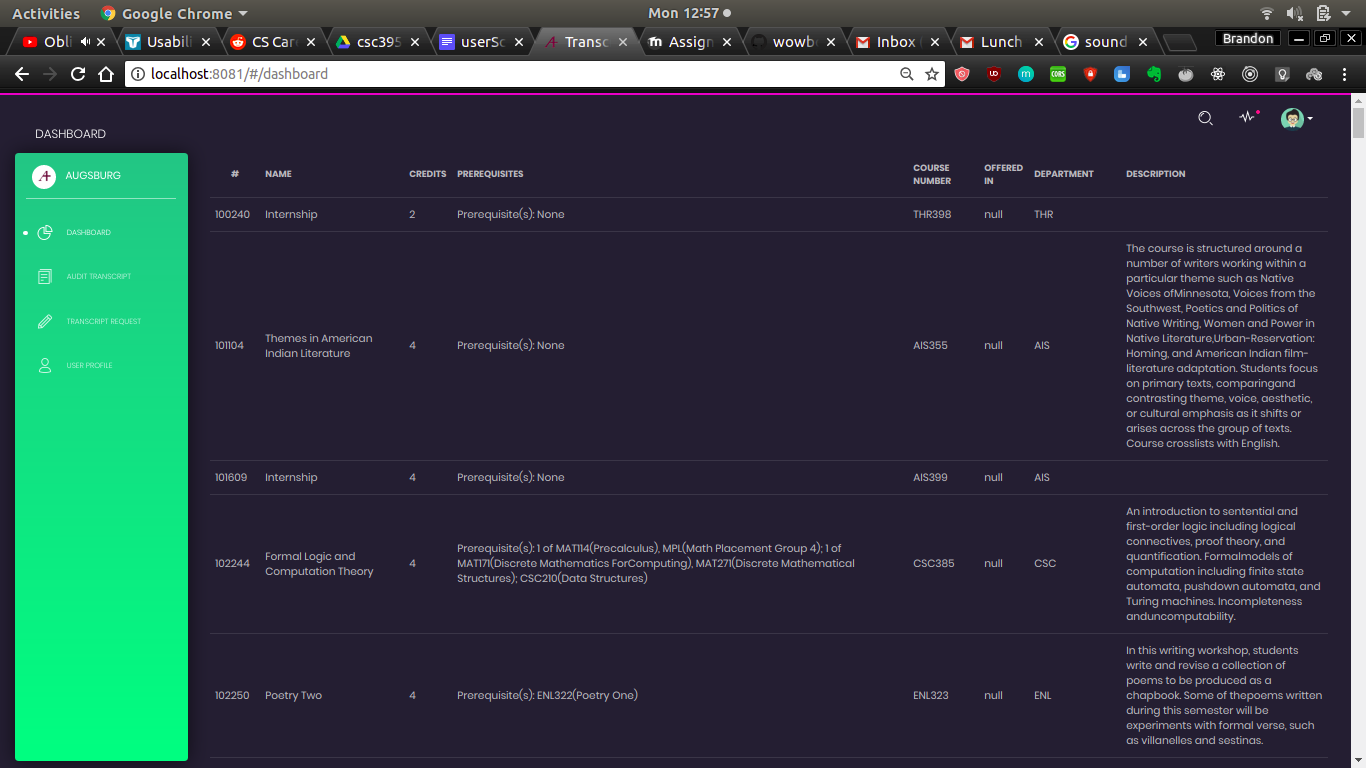 Activities Google Chrome Mon 12:57
Obli Usabili CS Car csc395 userSc Transc Assign wowb Inbox ( Lunch sound Brandon
localhost:8081/#/dashboard
DASHBOARD
AUGSBURG
DASHBOARD
AUDIT TRANSCRIPT
TRANSCRIPT REQUEST
USER PROFILE
# NAME CREDITS PREREQUISITES COURSE NUMBER OFFERED IN DEPARTMENT DESCRIPTION
100240 Internship 2 Prerequisite(s): None THR398 null THR
101104 Themes in American
Indian Literature
4 Prerequisite(s): None AIS355 null AIS
The course is structured around a
number of writers working within a
particular theme such as Native
Voices ofMinnesota, Voices from the
Southwest, Poetics and Politics of
Native Writing, Women and Power in
Native Literature,Urban-Reservation:
Homing, and American Indian film-
literature adaptation. Students focus
on primary texts, comparingand
contrasting theme, voice, aesthetic,
or cultural emphasis as it shifts or
arises across the group of texts.
Course crosslists with English.
101609 Internship 4 Prerequisite(s): None AIS399 null AIS
102244 Formal Logic and
Computation Theory
4
Prerequisite(s): 1 of MAT114(Precalculus), MPL(Math Placement Group 4); 1 of
MAT171(Discrete Mathematics ForComputing), MAT271(Discrete Mathematical
Structures); CSC210(Data Structures)
CSC385 null CSC
An introduction to sentential and
first-order logic including logical
connectives, proof theory, and
quantification. Formalmodels of
computation including finite state
automata, pushdown automata, and
Turing machines. Incompleteness
anduncomputability.
102250 Poetry Two 4 Prerequisite(s): ENL322(Poetry One) ENL323 null ENL
In this writing workshop, students
write and revise a collection of
poems to be produced as a
chapbook. Some of thepoems written
during this semester will be
experiments with formal verse, such
as villanelles and sestinas.